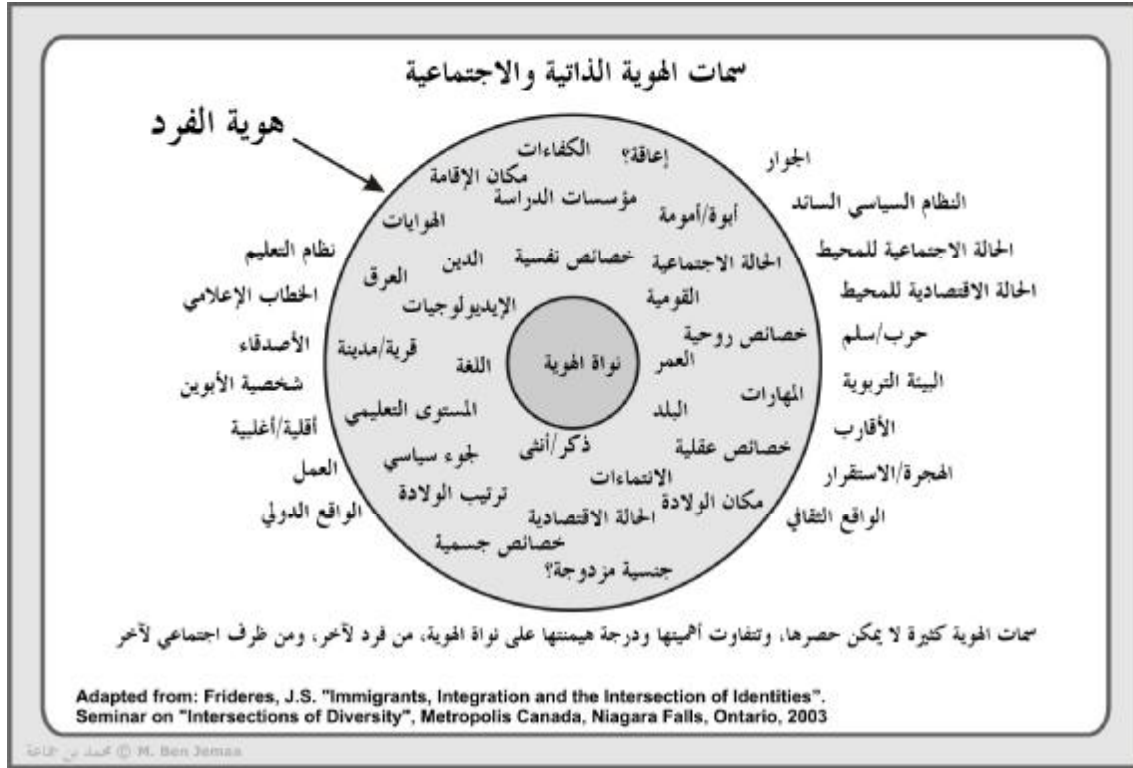 سمات الهوية الذاتية والاجتماعية
هوية الفرد
الجوار
النظام السياسي السائد
الحالة الاجتماعية للمحيط
الحالة الاقتصادية للمحيط
حرب/سلم
البيئة التربوية
الأقارب
الهجرة/الاستقرار
الواقع الثقافي
إعاقة؟
الكفاءات
مكان الإقامة
مؤسسات الدراسة
أبوة/أمومة
الهوايات
الحالة الاجتماعية
خصائص نفسية
الدين
العرق
القومية
الإيديولوجيات
خصائص روحية
العمر
نواة الهوية
اللغة
قرية/مدينة
المهارات
البلد
المستوى التعليمي
خصائص عقلية
ذكر/أنثى
لجوء سياسي
الانتماءات
مكان الولادة
ترتيب الولادة
الحالة الاقتصادية
خصائص جسمية
جنسية مزدوجة؟
نظام التعليم
الخطاب الإعلامي
الأصدقاء
شخصية الأبوين
أقلية/أغلبية
العمل
الواقع الدولي
سمات الهوية كثيرة لا يمكن حصرها، وتتفاوت أهميتها ودرجة هيمنتها على نواة الهوية، من فرد لآخر، ومن ظرف اجتماعي لآخر
Adapted from: Frideres, J.S. "Immigrants, Integration and the Intersection of Identities".
Seminar on "Intersections of Diversity", Metropolis Canada, Niagara Falls, Ontario, 2003
محمد بن جماعة © M. Ben Jemaa